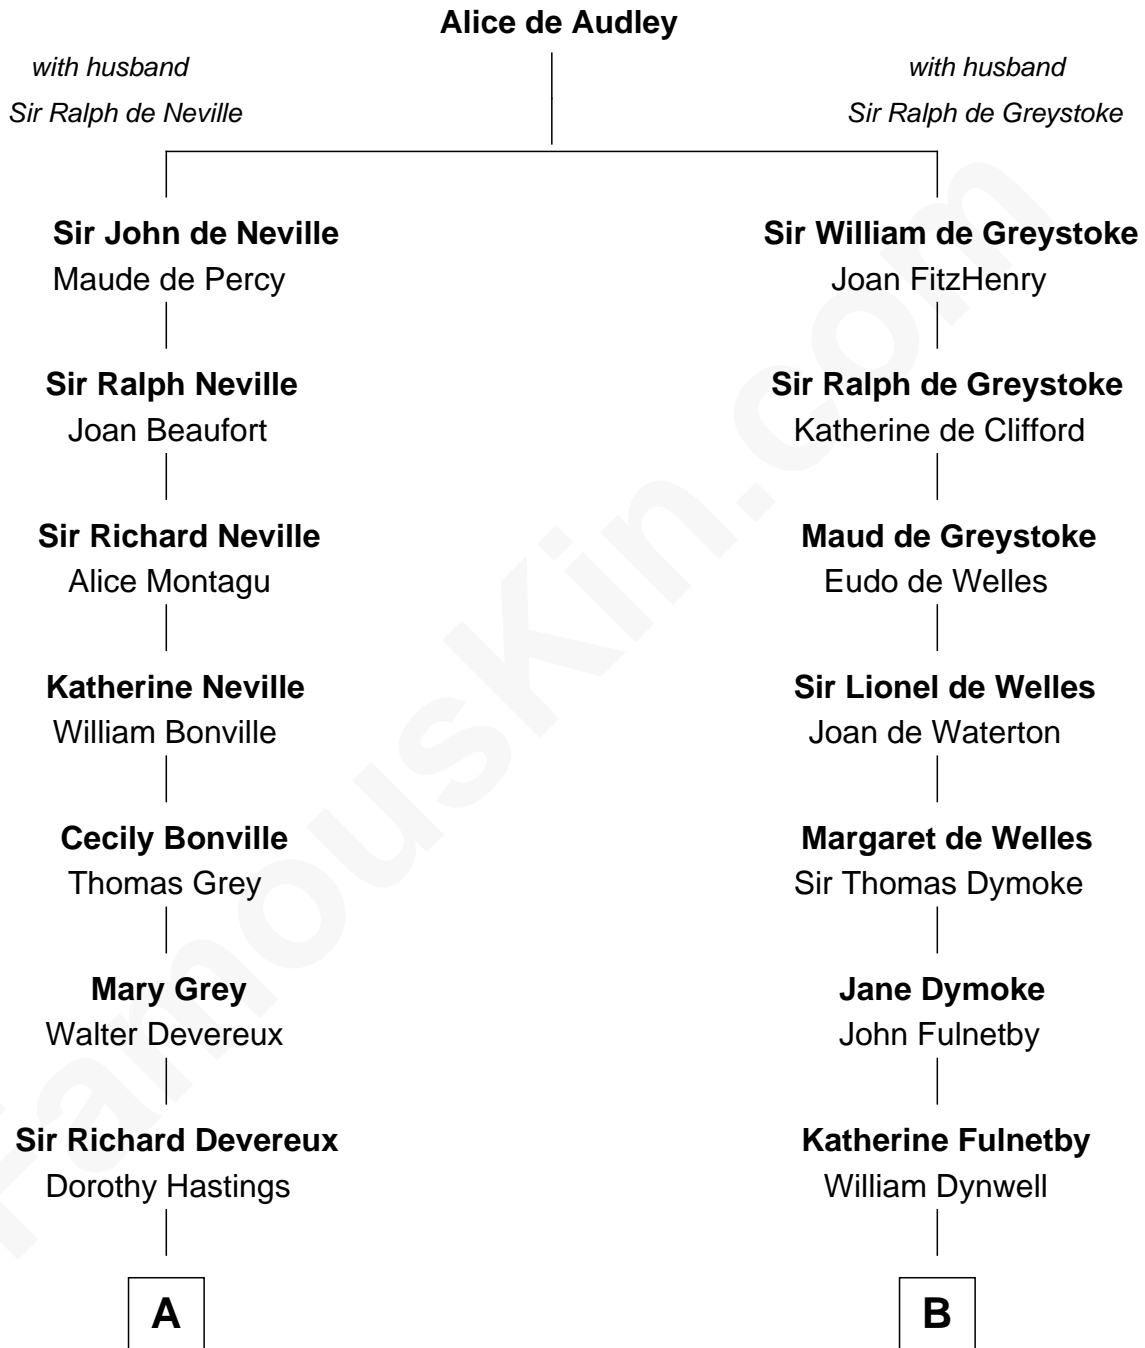 Alice de Audley
with husband
Sir Ralph de Neville
with husband
Sir Ralph de Greystoke
Sir John de Neville
Maude de Percy
Sir William de Greystoke
Joan FitzHenry
Sir Ralph Neville
Joan Beaufort
Sir Ralph de Greystoke
Katherine de Clifford
Sir Richard Neville
Alice Montagu
Maud de Greystoke
Eudo de Welles
Katherine Neville
William Bonville
Sir Lionel de Welles
Joan de Waterton
Cecily Bonville
Thomas Grey
Margaret de Welles
Sir Thomas Dymoke
Mary Grey
Walter Devereux
Jane Dymoke
John Fulnetby
Sir Richard Devereux
Dorothy Hastings
Katherine Fulnetby
William Dynwell
A
B
FamousKin.com